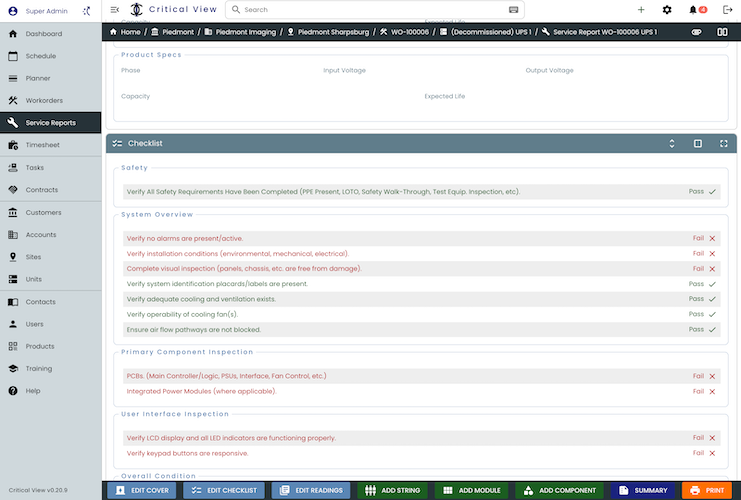 Super Admin
Critical View
Search
4
Dashboard
Schedule
Planner
Workorders
Service Reports
Timesheet
Tasks
Contracts
Customers
Accounts
Sites
Units
Contacts
Users
Products
Training
Help
Critical View v0.20.9
Home / Piedmont / Piedmont Imaging / Piedmont Sharpsburg / WO-100006 / (Decommissioned) UPS 1 / Service Report WO-100006 UPS 1
Capacity Expected Life
Product Specs
Phase Input Voltage Output Voltage
Capacity Expected Life
Checklist
Safety
Verify All Safety Requirements Have Been Completed (PPE Present, LOTO, Safety Walk-Through, Test Equip. Inspection, etc). Pass
System Overview
Verify no alarms are present/active. Fail
Verify installation conditions (environmental, mechanical, electrical). Fail
Complete visual inspection (panels, chassis, etc. are free from damage). Fail
Verify system identification placards/labels are present. Pass
Verify adequate cooling and ventilation exists. Pass
Verify operability of cooling fan(s). Pass
Ensure air flow pathways are not blocked. Pass
Primary Component Inspection
PCBs. (Main Controller/Logic, PSUs, Interface, Fan Control, etc.) Fail
Integrated Power Modules (where applicable). Fail
User Interface Inspection
Verify LCD display and all LED indicators are functioning properly. Fail
Verify keypad buttons are responsive. Fail
Overall Condition
EDIT COVER
EDIT CHECKLIST
EDIT READINGS
ADD STRING
ADD MODULE
ADD COMPONENT
SUMMARY
PRINT